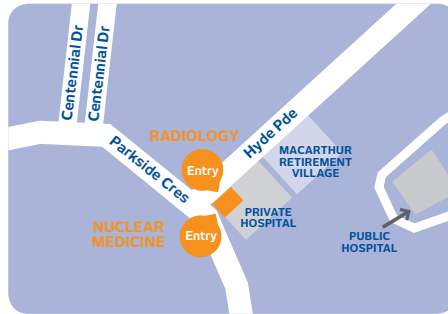 Centennial Dr
Centennial Dr
RADIOLOGY
Hyde Pde
Parkside Cres
Entry
MACARTHUR
RETIREMENT
VILLAGE
PRIVATE
HOSPITAL
NUCLEAR
MEDICINE
Entry
PUBLIC
HOSPITAL